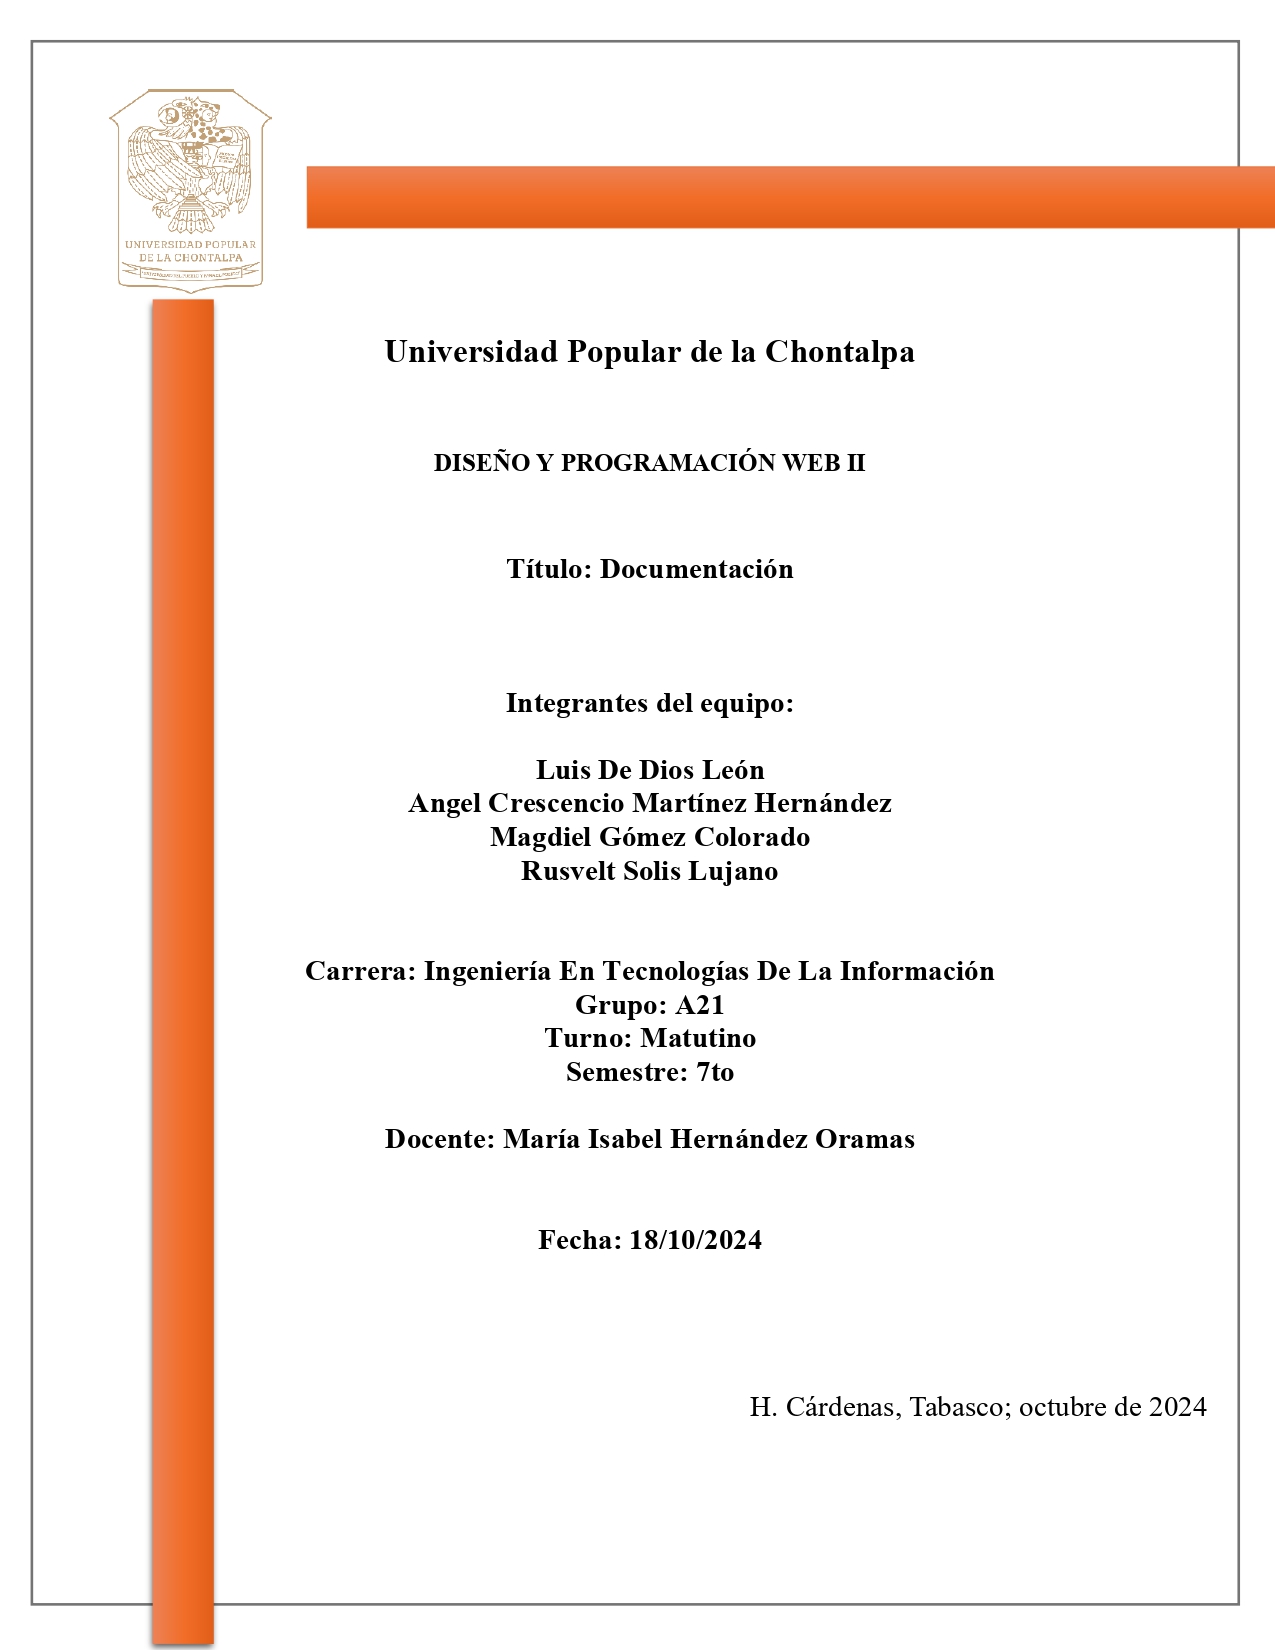 UNIVERSIDAD POPULAR
DE LA CHONTALPA
Universidad Popular de la Chontalpa
DISEÑO Y PROGRAMACIÓN WEB II
Título: Documentación
Integrantes del equipo:
Luis De Dios León
Angel Crescencio Martínez Hernández
Magdiel Gómez Colorado
Rusvelt Solis Lujano
Carrera: Ingeniería En Tecnologías De La Información
Grupo: A21
Turno: Matutino
Semestre: 7to
Docente: María Isabel Hernández Oramas
Fecha: 18/10/2024
H. Cárdenas, Tabasco; octubre de 2024